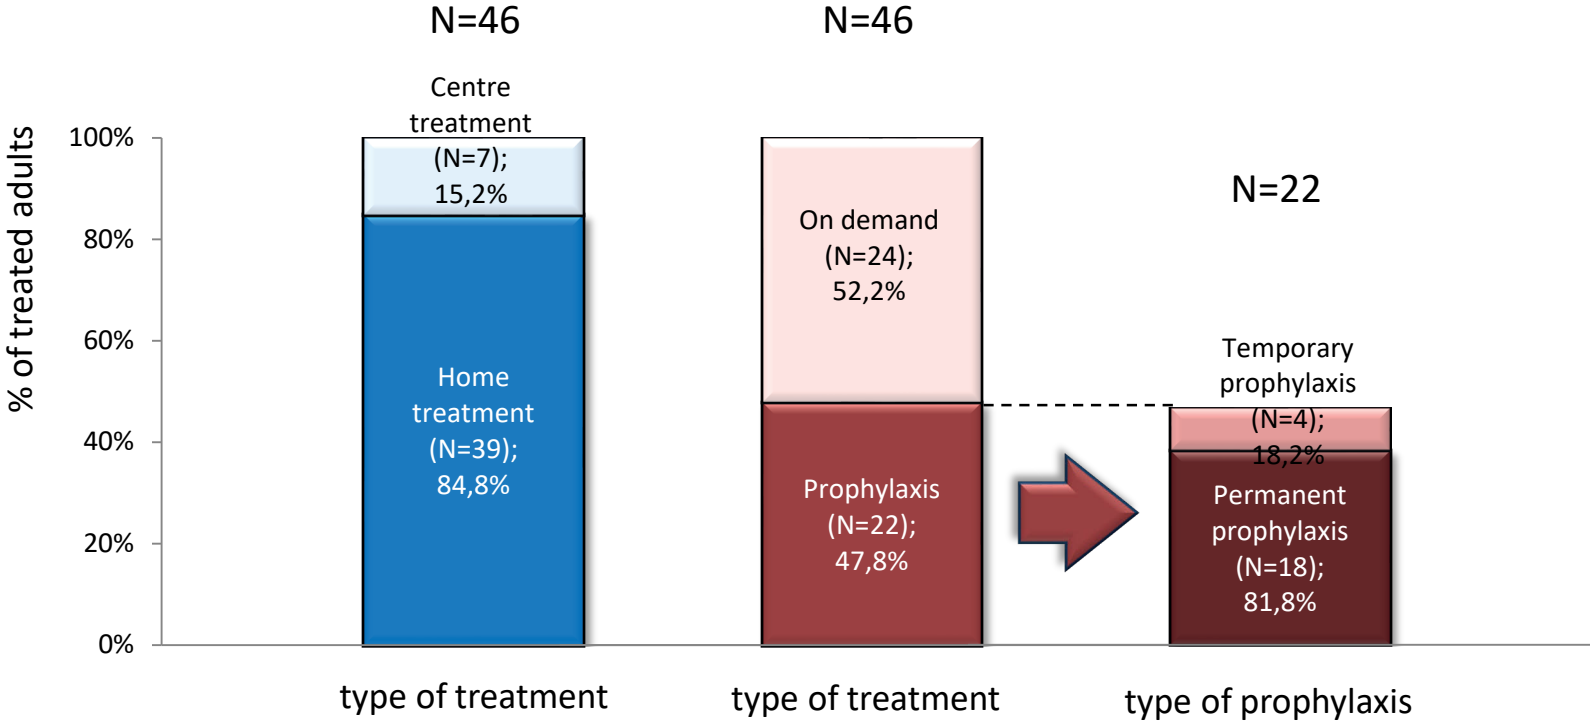 N=46
N=46
N=22
% of treated adults
100%
80%
60%
40%
20%
0%
Centre
treatment
(N=7);
15,2%
Home
treatment
(N=39);
84,8%
On demand
(N=24);
52,2%
Prophylaxis
(N=22);
47,8%
Temporary
prophylaxis
(N=4);
18,2%
Permanent
prophylaxis
(N=18);
81,8%
type of treatment
type of treatment
type of prophylaxis